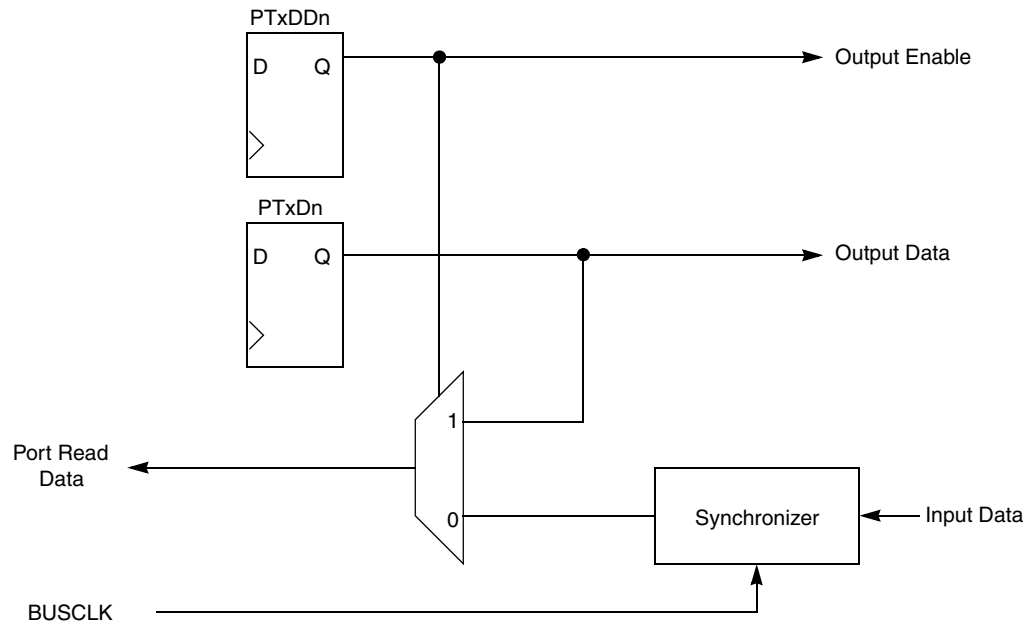 PTxDDn
D Q
Output Enable
PTxDn
D Q
Output Data
1
Port Read
Data
0
Synchronizer
Input Data
BUSCLK